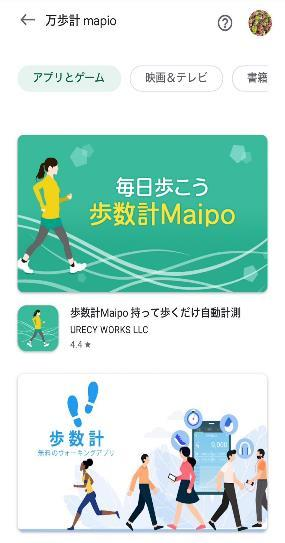 万歩計 mapio
アプリとゲーム
映画＆テレビ
書籍
毎日歩こう
歩数計Maipo
歩数計Maipo 持って歩くだけ自動計測
URECY WORKS LLC
4.4★
歩数計
無料のウォーキングアプリ
9,000